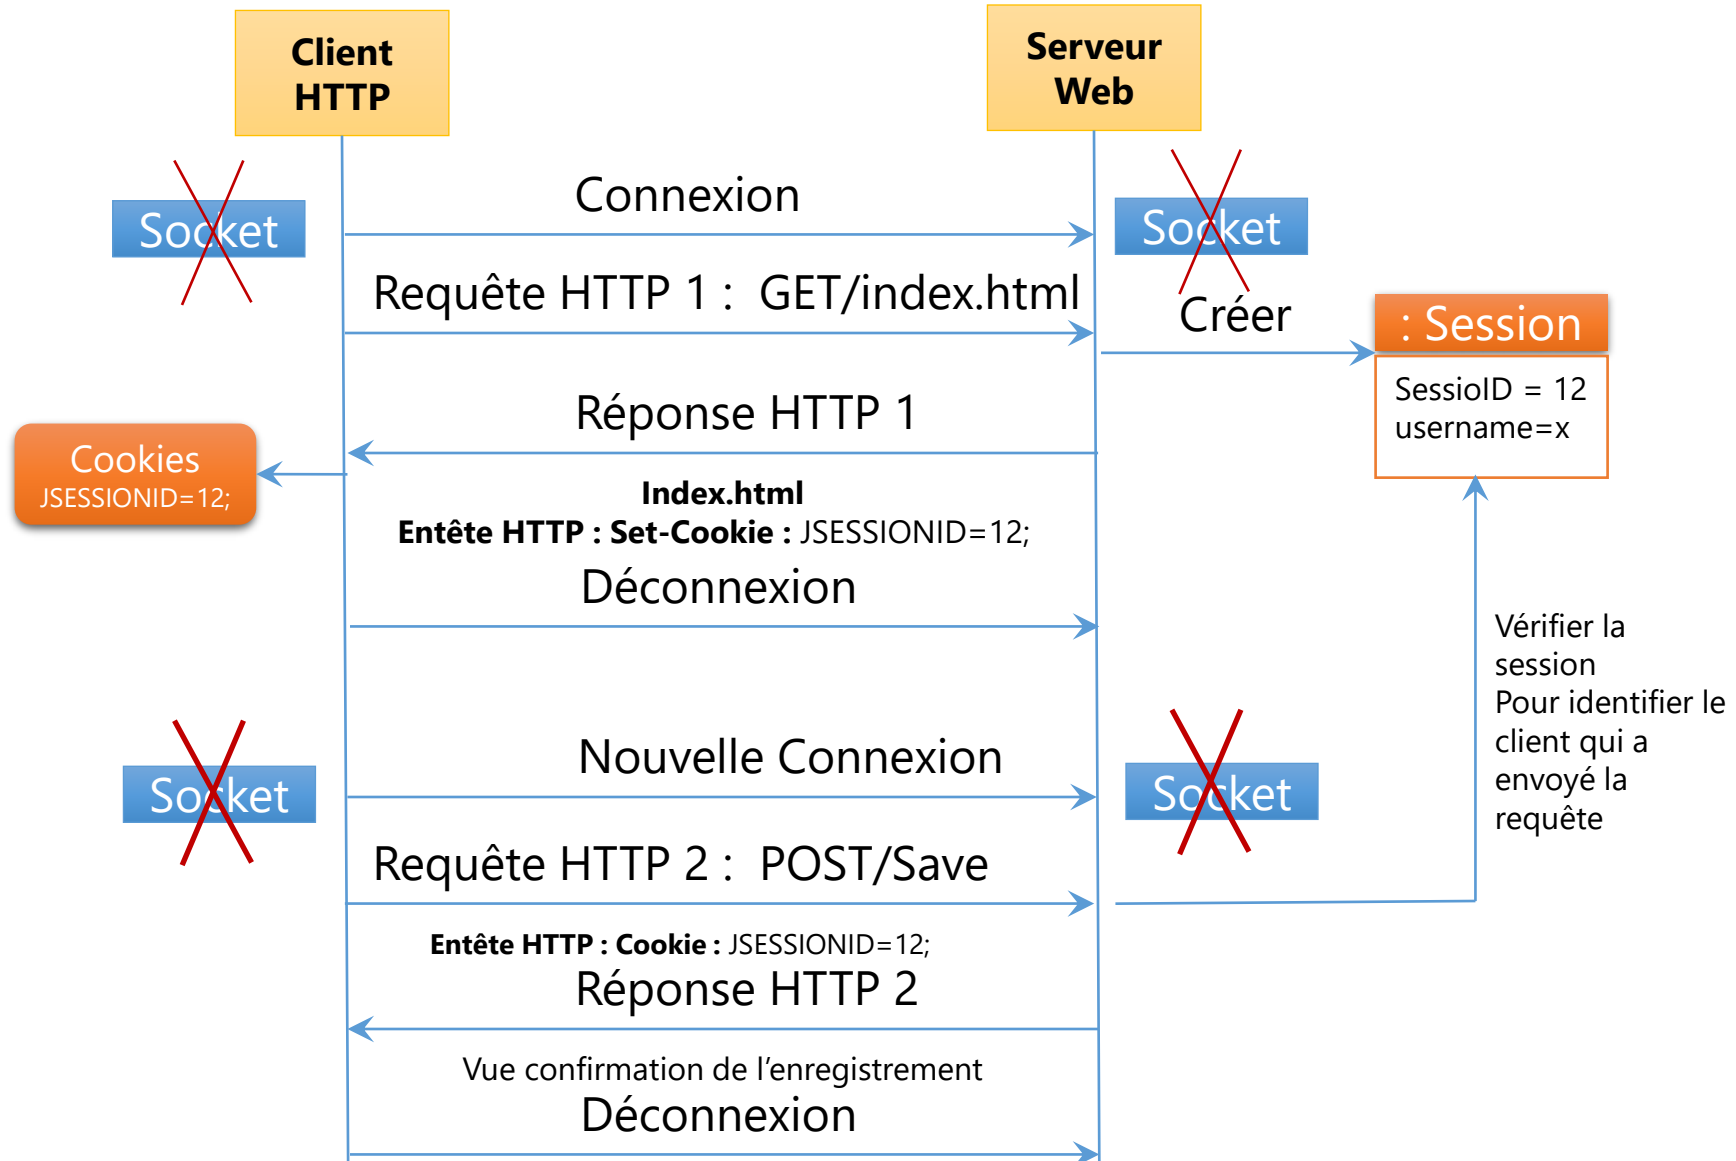 Client
HTTP
Serveur
Web
Connexion
Socket
Socket
Requête HTTP 1 : GET/index.html
Créer
: Session
SessioID = 12
username=x
Réponse HTTP 1
Cookies
JSESSIONID=12;
Index.html
Entête HTTP : Set-Cookie : JSESSIONID=12;
Déconnexion
Vérifier la
session
Pour identifier le
client qui a
envoyé la
requête
Nouvelle Connexion
Socket
Socket
Requête HTTP 2 : POST/Save
Entête HTTP : Cookie : JSESSIONID=12;
Réponse HTTP 2
Vue confirmation de l’enregistrement
Déconnexion